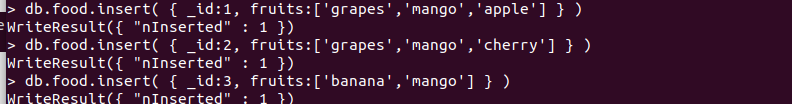 > db.food.insert( { _id:1, fruits:['grapes','mango','apple'] } )
WriteResult({ "nInserted" : 1 })
> db.food.insert( { _id:2, fruits:['grapes','mango','cherry'] } )
WriteResult({ "nInserted" : 1 })
> db.food.insert( { _id:3, fruits:['banana','mango'] } )
WriteResult({ "nInserted" : 1 })